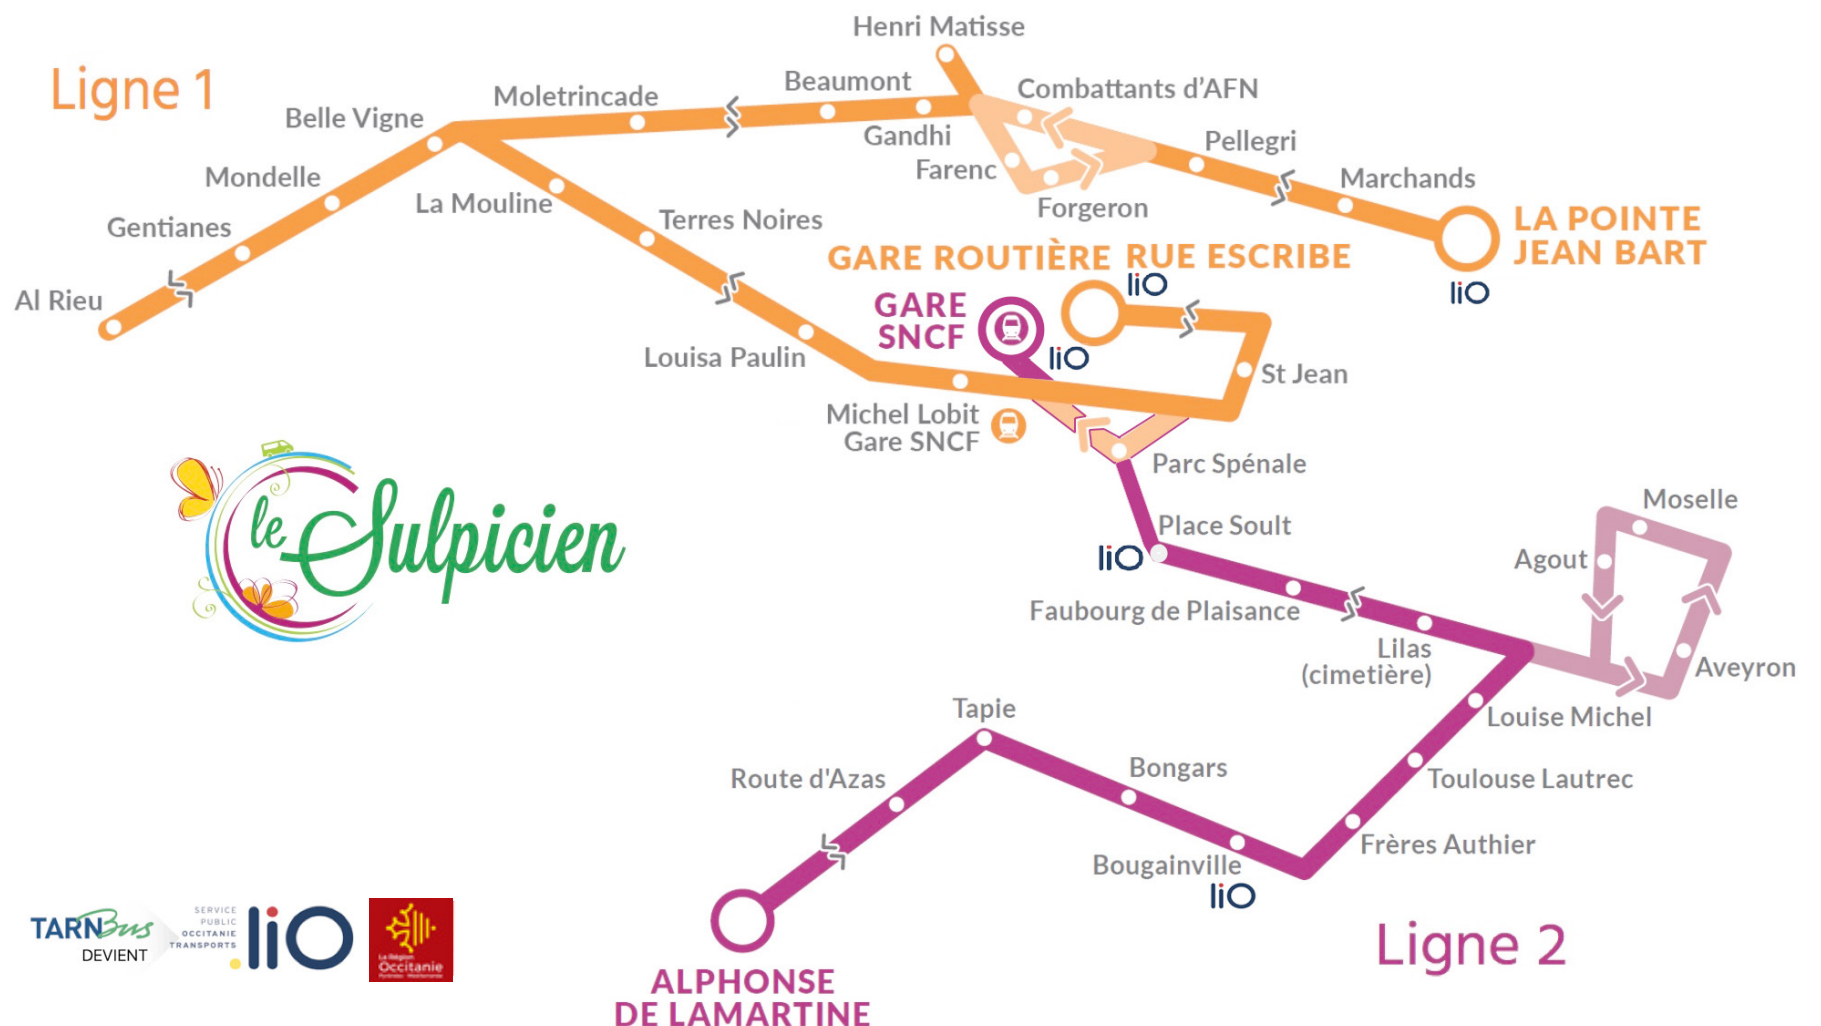 Henri Matisse
Ligne 1
Beaumont
Combattants d'AFN
Moletrincade
Belle Vigne
Gandhi
Pellegri
Farenc
Mondelle
Marchands
La Mouline
Forgeron
Gentianes
Terres Noires
LA POINTE
JEAN BART
liO
GARE ROUTIÈRE RUE ESCRIBE
liO
Al Rieu
GARE
SNCF
liO
Louisa Paulin
St Jean
Michel Lobit
Gare SNCF
Parc Spénale
le Sulpicien
Moselle
Place Soult
liO
Agout
Faubourg de Plaisance
Lilas
(cimetière)
Aveyron
Louise Michel
Tapie
Bongars
Route d'Azas
Toulouse Lautrec
Frères Authier
Bougainville
liO
Ligne 2
ALPHONSE
DE LAMARTINE
TARNBus
DEVIENT
SERVICE
PUBLIC
OCCITANIE
TRANSPORTS
liO
La Région
Occitanie
Pyrénées - Méditerranée